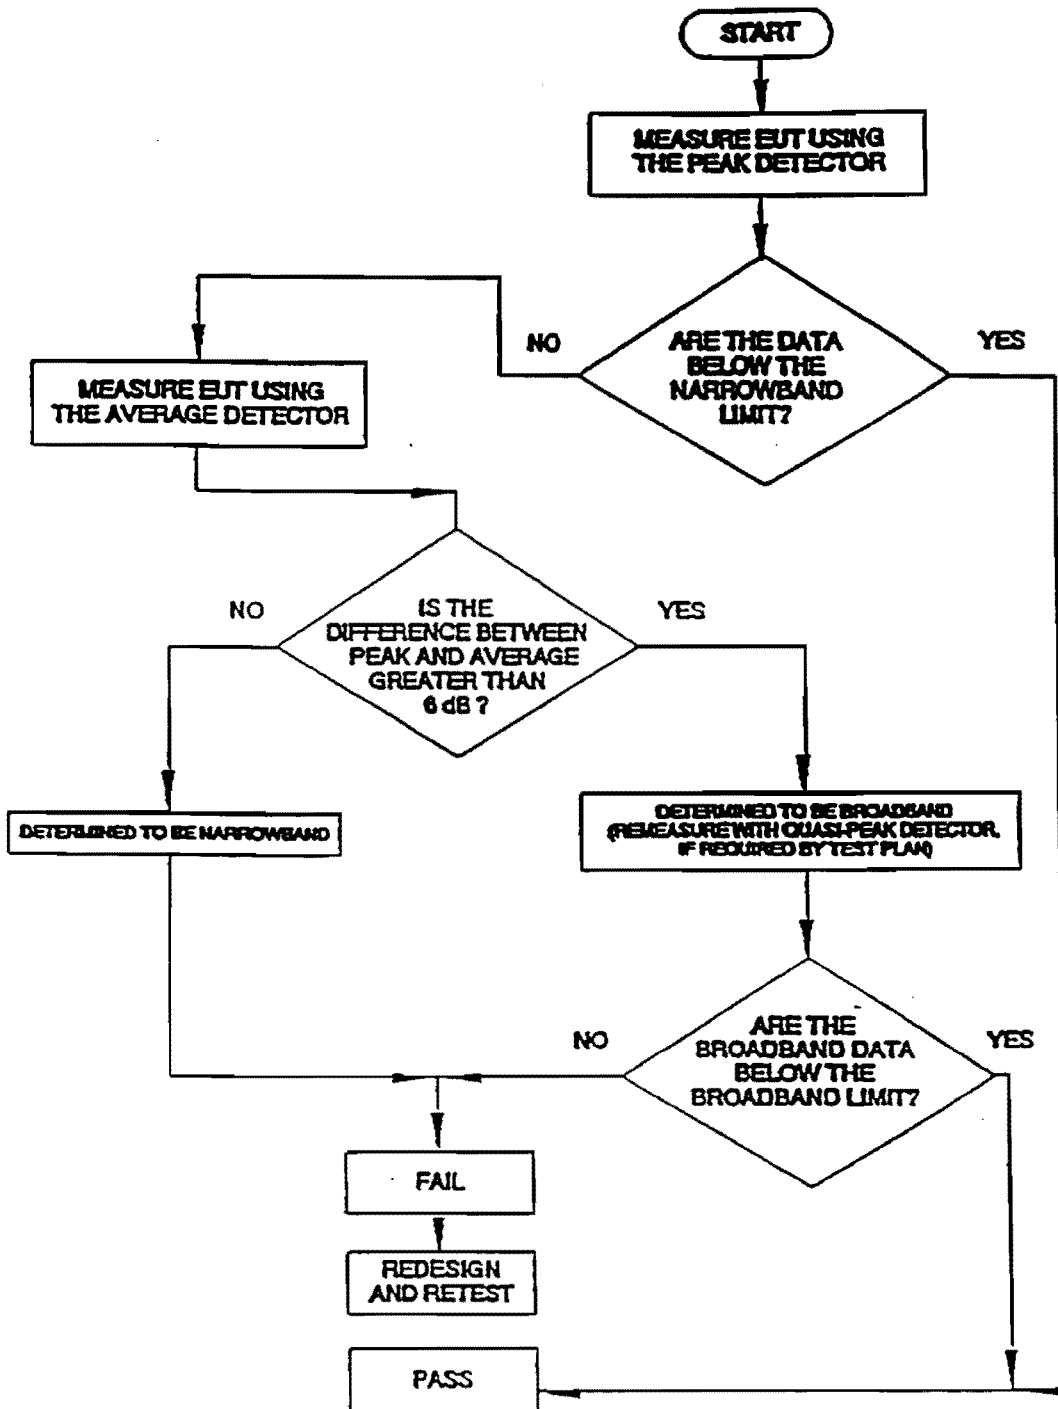 START
MEASURE EUT USING
THE PEAK DETECTOR
NO
ARE THE DATA
BELOW THE
NARROWBAND
LIMIT?
YES
MEASURE EUT USING
THE AVERAGE DETECTOR
NO
IS THE
DIFFERENCE BETWEEN
PEAK AND AVERAGE
GREATER THAN
6 dB ?
YES
DETERMINED TO BE NARROWBAND
DETERMINED TO BE BROADBAND
(REMEASURE WITH QUASI-PEAK DETECTOR,
IF REQUIRED BY TEST PLAN)
NO
ARE THE
BROADBAND DATA
BELOW THE
BROADBAND LIMIT?
YES
FAIL
REDESIGN
AND RETEST
PASS